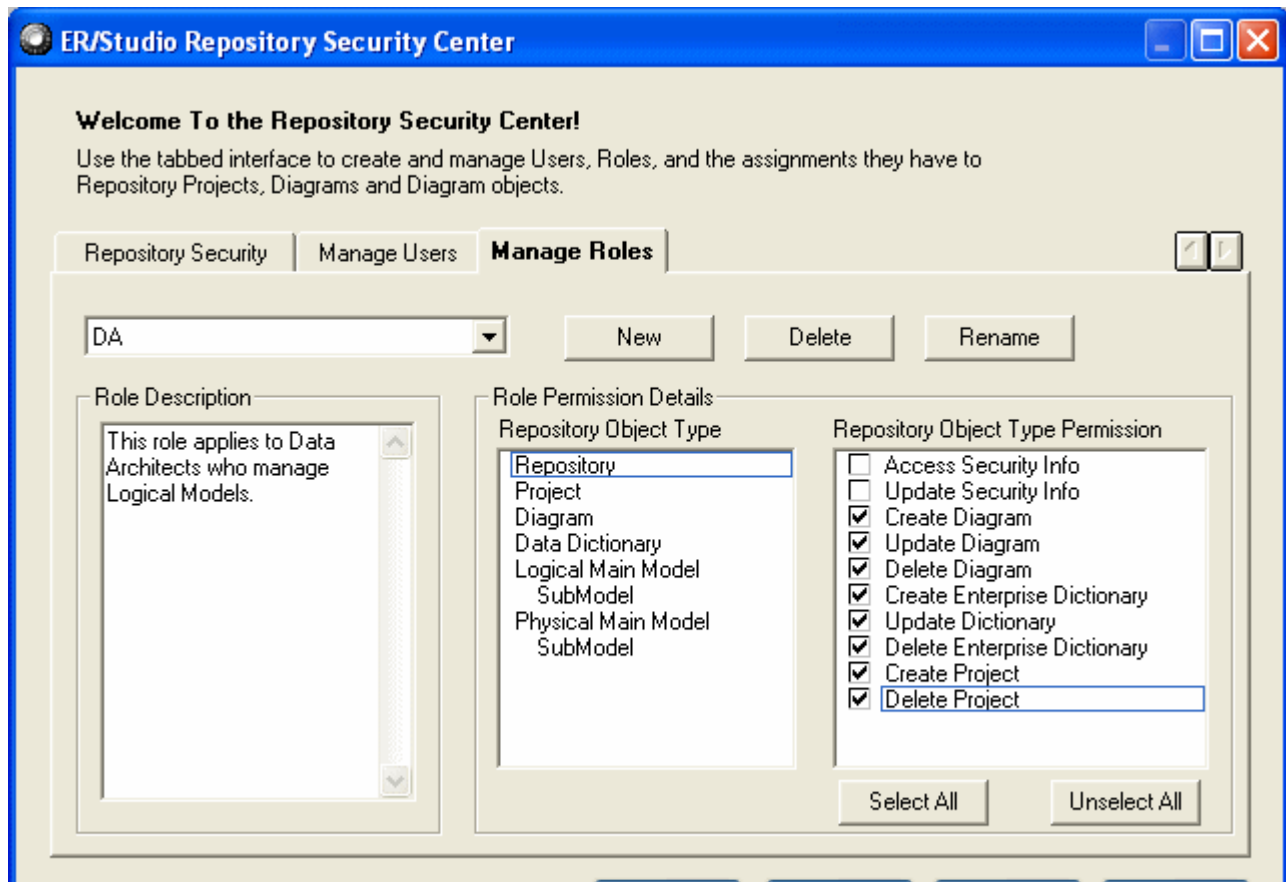 ER/Studio Repository Security Center
Welcome To the Repository Security Center!
Use the tabbed interface to create and manage Users, Roles, and the assignments they have to
Repository Projects, Diagrams and Diagram objects.
Repository Security
Manage Users
Manage Roles
DA
New
Delete
Rename
Role Description
This role applies to Data
Architects who manage
Logical Models.
Role Permission Details
Repository Object Type
Repository
Project
Diagram
Data Dictionary
Logical Main Model
SubModel
Physical Main Model
SubModel
Repository Object Type Permission
Access Security Info
Update Security Info
Create Diagram
Update Diagram
Delete Diagram
Create Enterprise Dictionary
Update Dictionary
Delete Enterprise Dictionary
Create Project
Delete Project
Select All
Unselect All